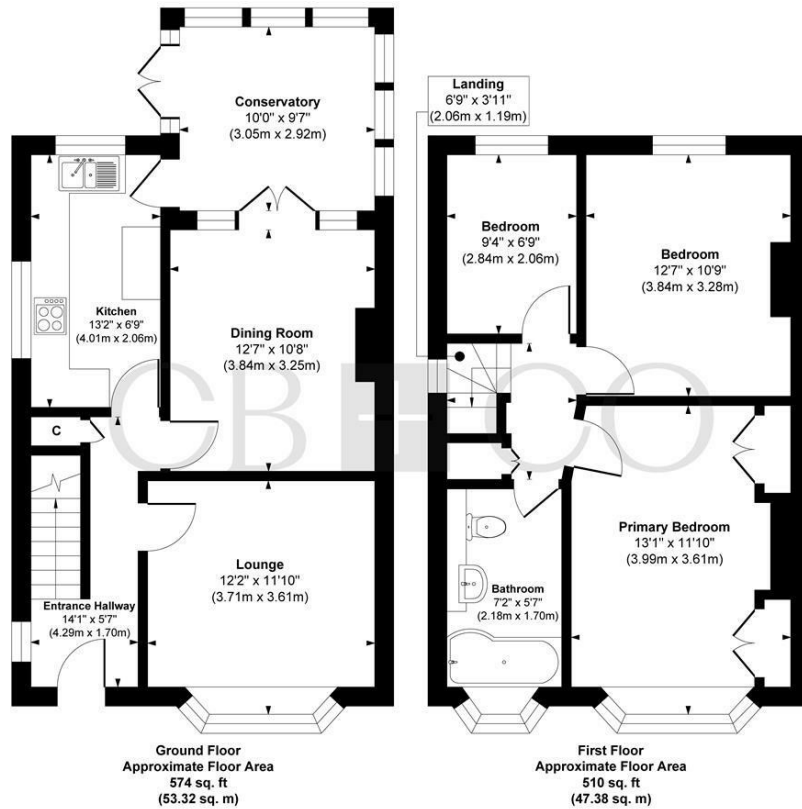 Conservatory
10'0" x 9'7"
(3.05m x 2.92m)
Kitchen
13'2" x 6'9"
(4.01m x 2.06m)
Dining Room
12'7" x 10'8"
(3.84m x 3.25m)
C
Lounge
12'2" x 11'10"
(3.71m x 3.61m)
Entrance Hallway
14'1" x 5'7"
(4.29m x 1.70m)
Ground Floor
Approximate Floor Area
574 sq. ft
(53.32 sq. m)
Landing
6'9" x 3'11"
(2.06m x 1.19m)
Bedroom
9'4" x 6'9"
(2.84m x 2.06m)
Bedroom
12'7" x 10'9"
(3.84m x 3.28m)
Primary Bedroom
13'1" x 11'10"
(3.99m x 3.61m)
Bathroom
7'2" x 5'7"
(2.18m x 1.70m)
First Floor
Approximate Floor Area
510 sq. ft
(47.38 sq. m)
CB CO